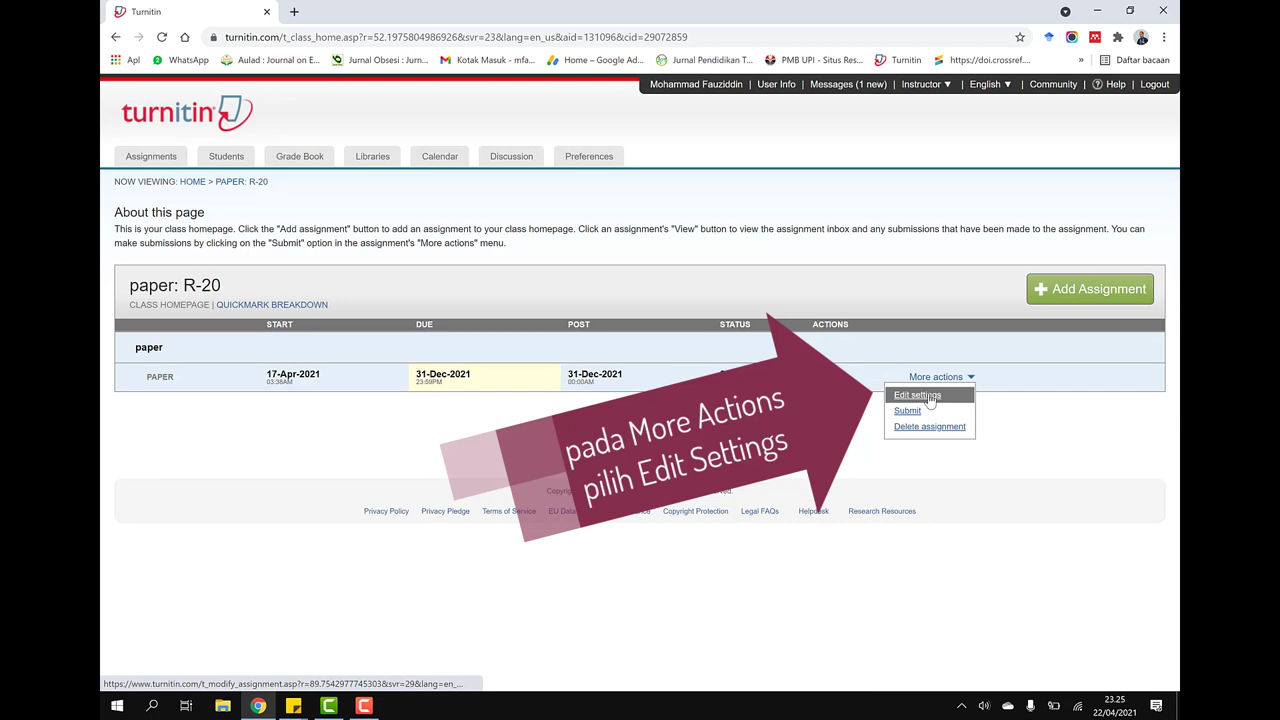 Turnitin
turnitin.com/t_class_home.asp?r=52.1975804986926&svr=23&lang=en_us&aid=131096&cid=29072859
Apl
WhatsApp
Aulad : Journal on E...
Jurnal Obsesi : Jurn...
Kotak Masuk - mfa...
Home – Google Ad...
Jurnal Pendidikan T...
PMB UPI - Situs Res...
Turnitin
https://doi.crossref...
»
Daftar bacaan
Mohammad Fauziddin | User Info | Messages (1 new) | Instructor ▼ | English ▼ | Community | Help | Logout
turnitin
Assignments
Students
Grade Book
Libraries
Calendar
Discussion
Preferences
NOW VIEWING: HOME > PAPER: R-20
About this page
This is your class homepage. Click the "Add assignment" button to add an assignment to your class homepage. Click an assignment's "View" button to view the assignment inbox and any submissions that have been made to the assignment. You can
make submissions by clicking on the "Submit" option in the assignment's "More actions" menu.
paper: R-20
CLASS HOMEPAGE | QUICKMARK BREAKDOWN
Add Assignment
START DUE POST STATUS ACTIONS
paper
PAPER
17-Apr-2021
03:38AM
31-Dec-2021
23:59PM
31-Dec-2021
00:00AM
More actions
Edit settings
Submit
Delete assignment
pada More Actions
pilih Edit Settings
Privacy Policy
Privacy Pledge
Terms of Service
EU Data
Copyright Protection
Legal FAQs
Helpdesk
Research Resources
https://www.turnitin.com/t_modify_assignment.asp?r=89.7542977745303&svr=29&lang=en_...
23.25
22/04/2021